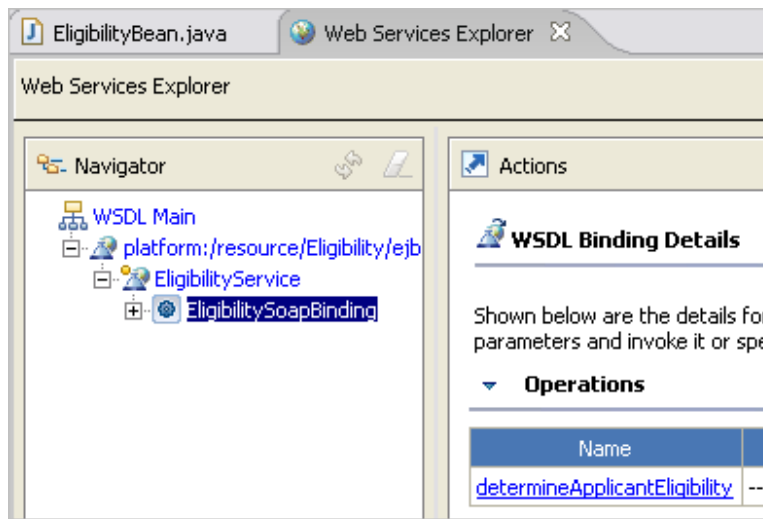 EligibilityBean.java
Web Services Explorer
Web Services Explorer
Navigator
WSDL Main
platform:/resource/Eligibility/ejb
EligibilityService
EligibilitySoapBinding
Actions
WSDL Binding Details
Shown below are the details fo
parameters and invoke it or spe
Operations
Name
determineApplicantEligibility
--